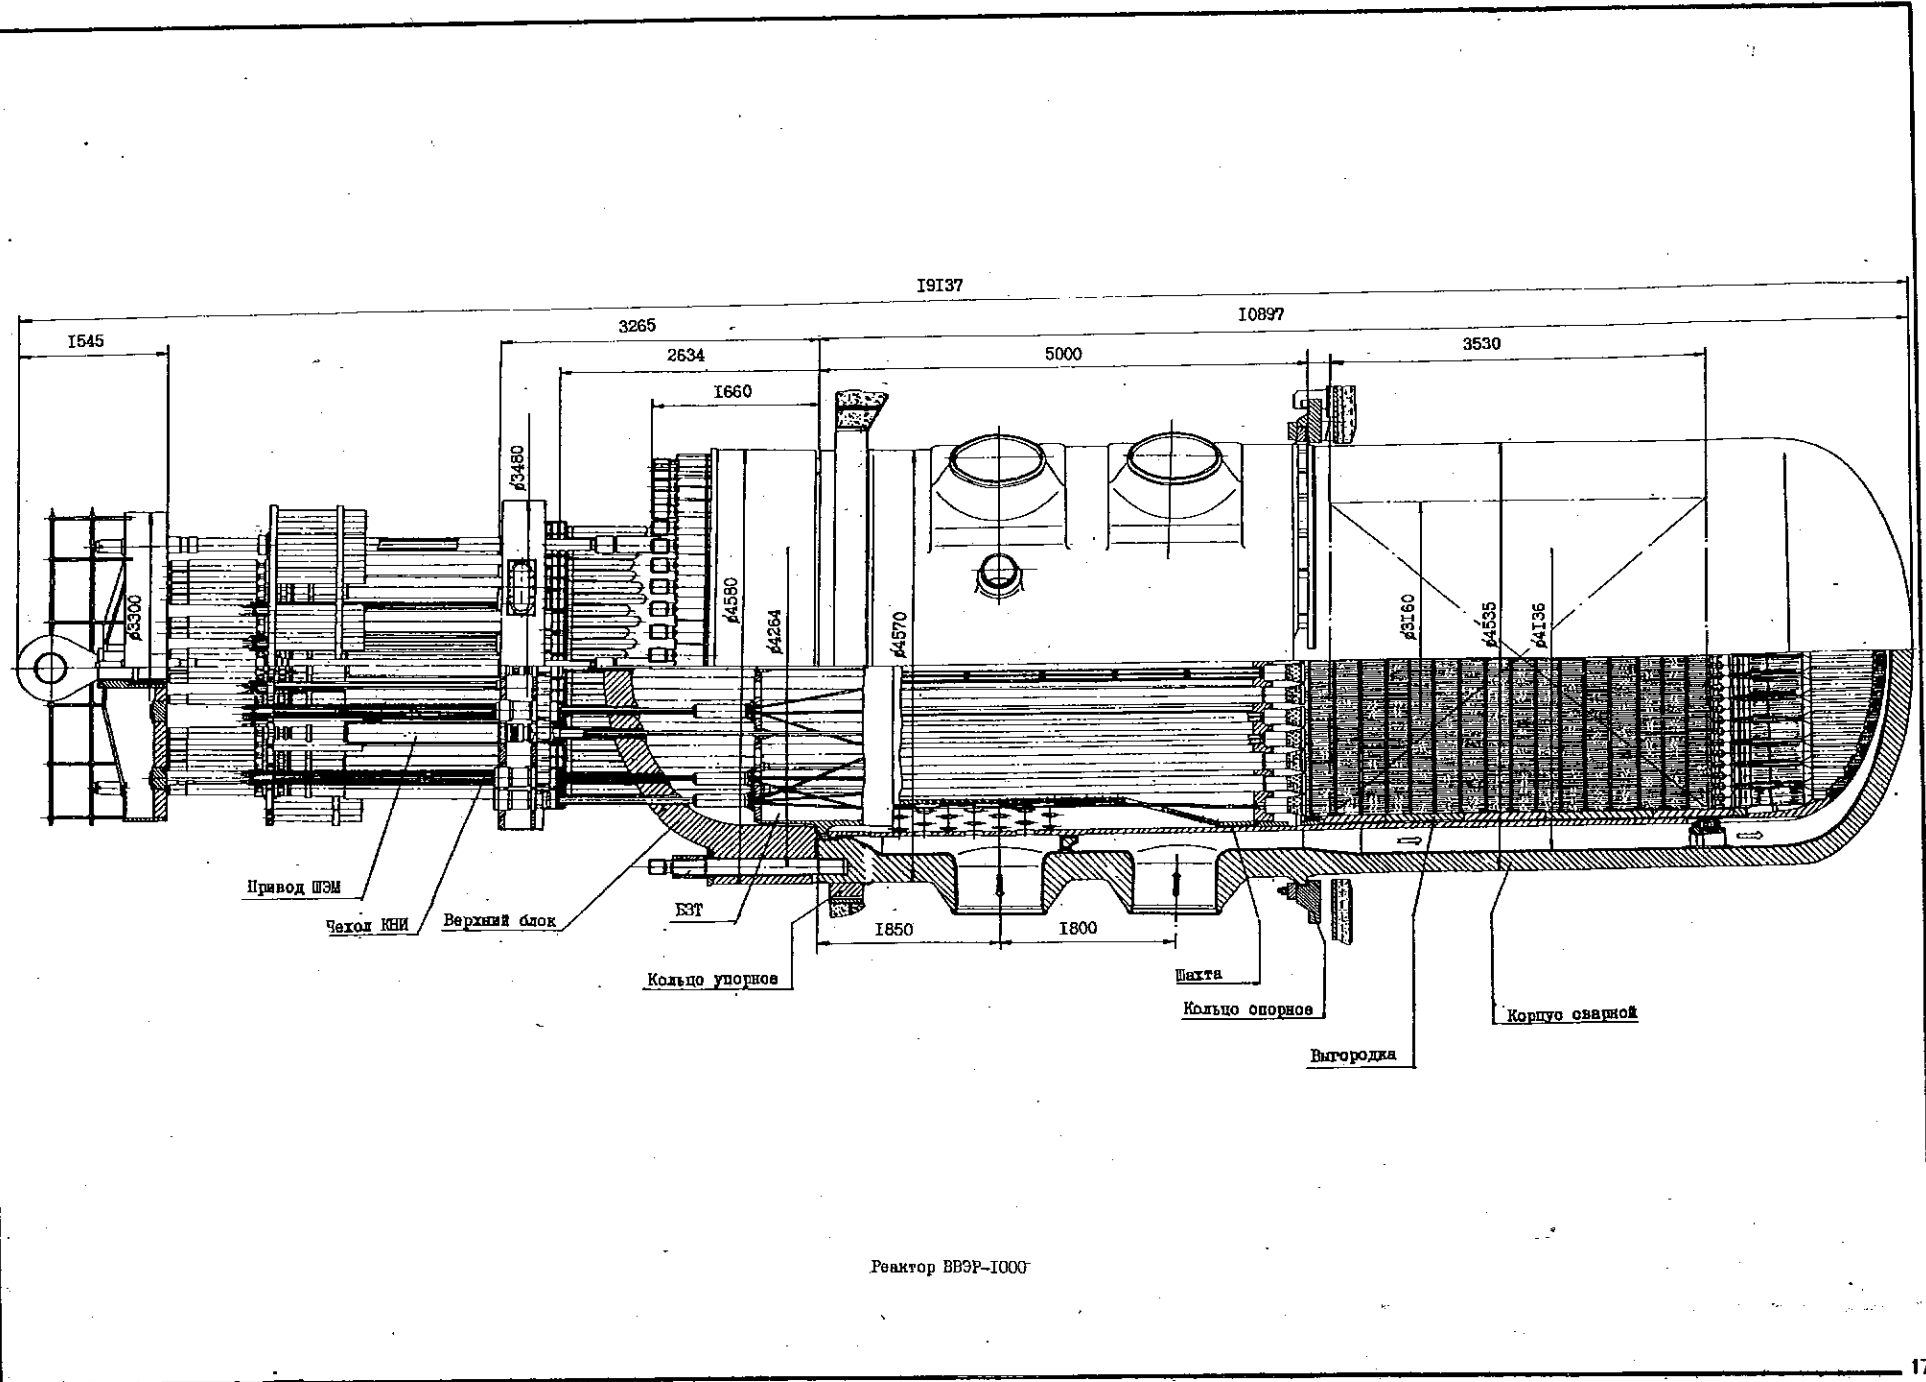 19137
10897
3265
1545
3530
5000
2634
1660
ø3480
ø3300
ø4580
ø4264
ø4570
ø3160
ø4535
ø4136
Привод ШЭМ
Чехол КНИ
Верхний блок
БЗТ
1850
1800
Кольцо упорное
Шахта
Кольцо опорное
Корпус сварной
Выгородка
Реактор ВВЭР-1000
17